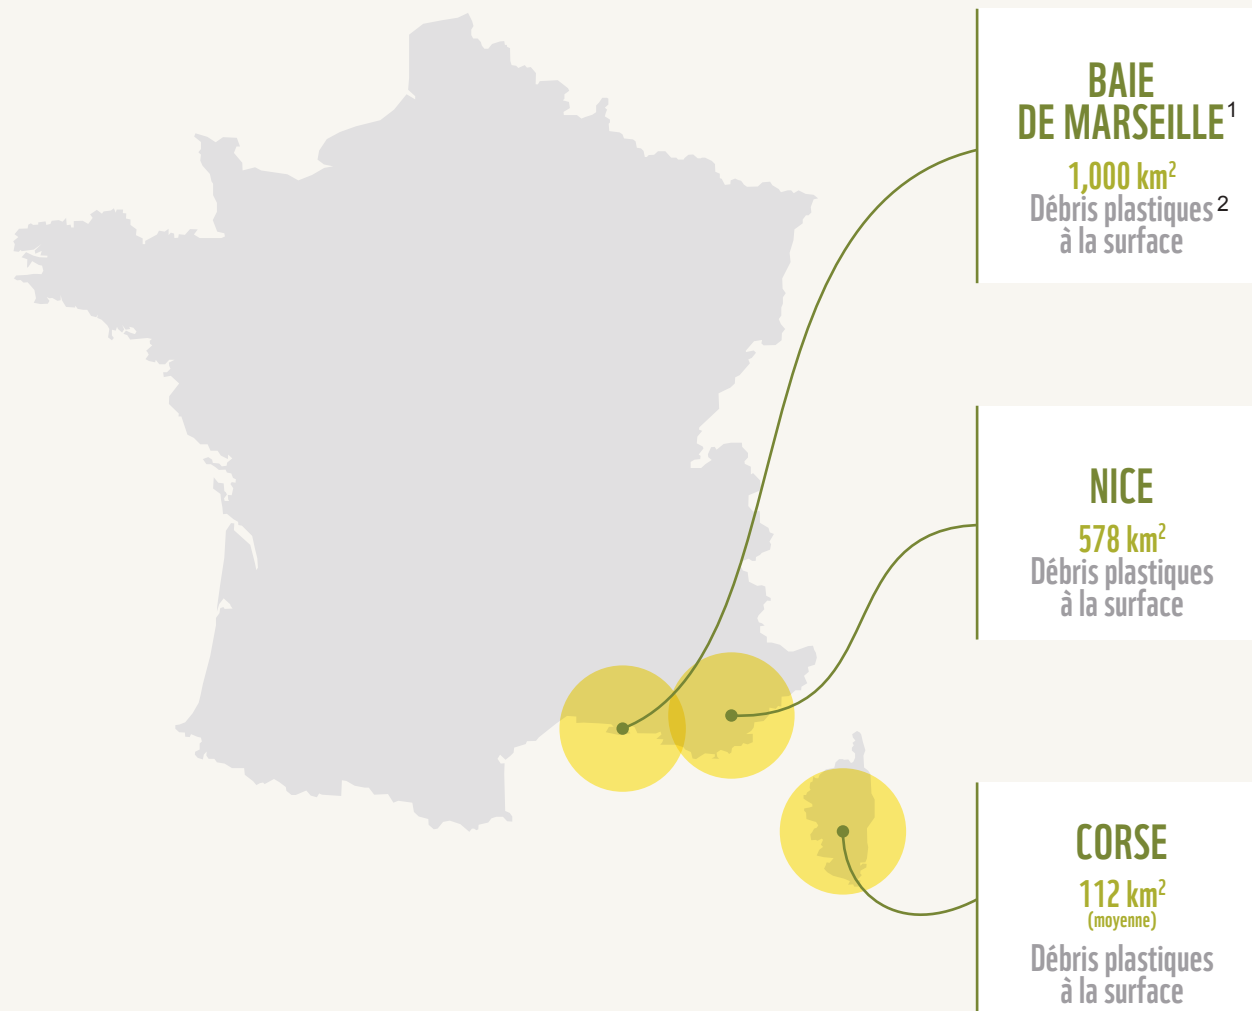 BAIE
DE MARSEILLE¹
1,000 km²
Débris plastiques²
à la surface
NICE
578 km²
Débris plastiques
à la surface
CORSE
112 km²
(moyenne)
Débris plastiques
à la surface